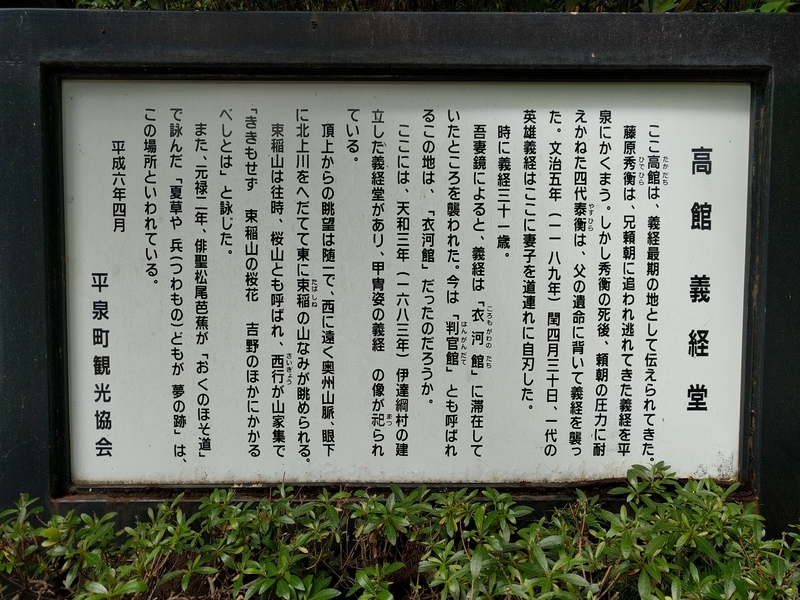 高館 義経堂
ここ高館は、義経最期の地として伝えられてきた。
藤原秀衡は、兄頼朝に追われ逃れてきた義経を平
泉にかくまう。しかし秀衡の死後、頼朝の圧力に耐
えかねた四代泰衡は、父の遺命に背いて義経を襲っ
た。文治五年(一一八九年)閏四月三十日、一代の
英雄義経はここに妻子を道連れに自刃した。
時に義経三十一歳。
吾妻鏡によると、義経は「衣河館」に滞在して
いたところを襲われた。今は「判官館」とも呼ばれ
るこの地は、「衣河館」だったのだろうか。
ここには、天和三年(一六八三年)伊達綱村の建
立した義経堂があり、甲冑姿の義経 の像が祀られ
ている。
頂上からの眺望は随一で、西に遠く奥州山脈、眼下
に北上川をへだてて東に束稲の山なみが眺められる。
束稲山は往時、桜山とも呼ばれ、西行が山家集で
「ききもせず 束稲山の桜花 吉野のほかにかかる
べしとは」と詠じた。
また、元禄二年、俳聖松尾芭蕉が「おくのほそ道」
で詠んだ「夏草や 兵(つわもの)どもが 夢の跡」は、
この場所といわれている。
平成六年四月
平泉町観光協会